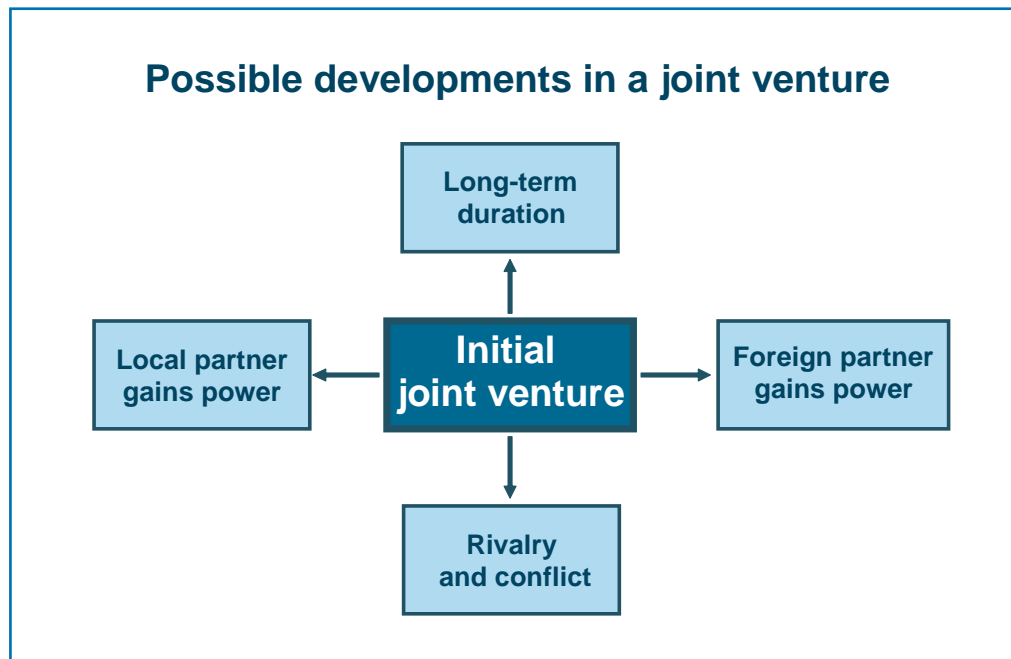 Possible developments in a joint venture
Long-term
duration
Local partner
gains power
Initial
joint venture
Foreign partner
gains power
Rivalry
and conflict